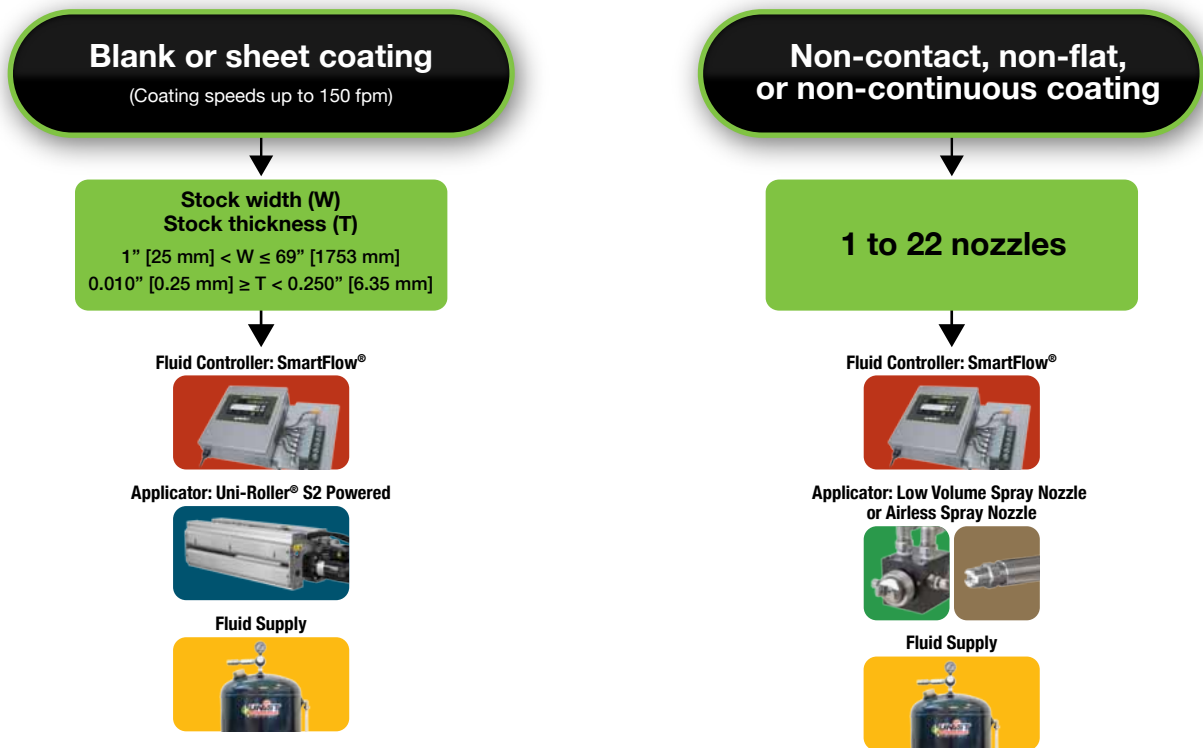 Blank or sheet coating
(Coating speeds up to 150 fpm)
Stock width (W)
Stock thickness (T)
1” [25 mm] < W ≤ 69” [1753 mm]
0.010” [0.25 mm] ≥ T < 0.250” [6.35 mm]
Fluid Controller: SmartFlow®
Applicator: Uni-Roller® S2 Powered
Fluid Supply
UNIST
Non-contact, non-flat,
or non-continuous coating
1 to 22 nozzles
Fluid Controller: SmartFlow®
Applicator: Low Volume Spray Nozzle
or Airless Spray Nozzle
Fluid Supply
UNIST